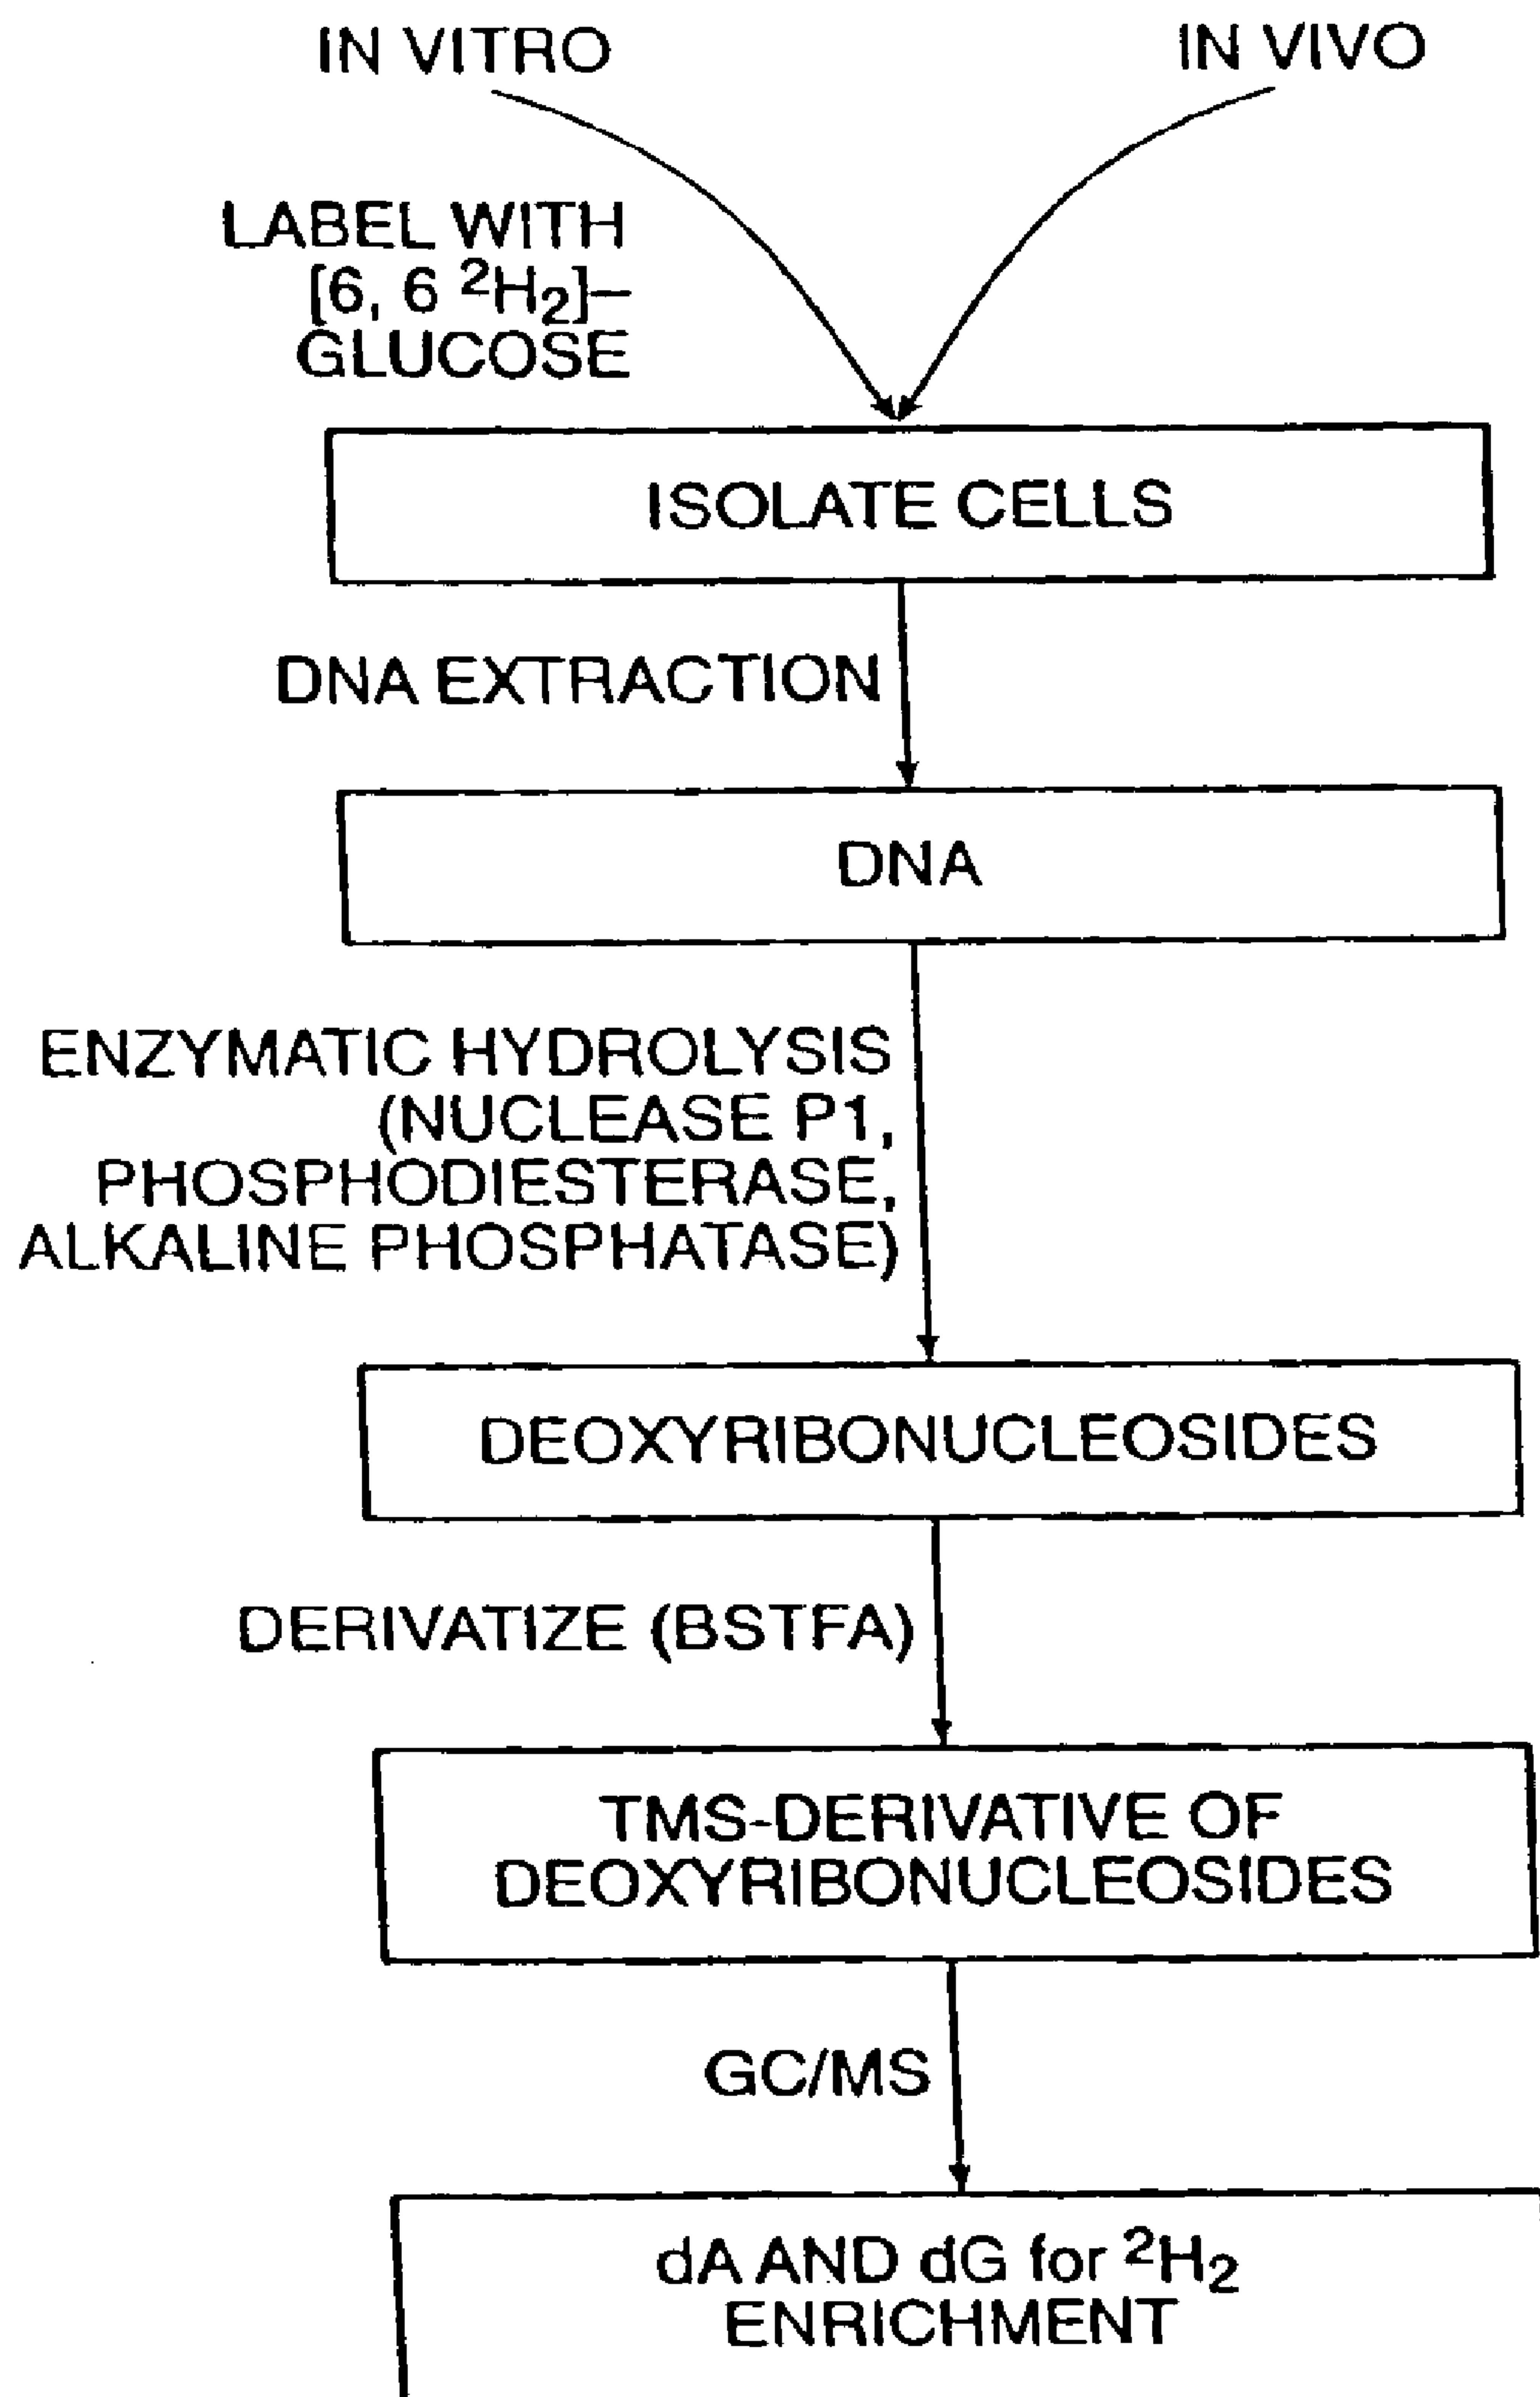 IN VITRO
IN VIVO
LABEL WITH
[6, 6 ²H₂]–
GLUCOSE
ISOLATE CELLS
DNA EXTRACTION
DNA
ENZYMATIC HYDROLYSIS
(NUCLEASE P1,
PHOSPHODIESTERASE,
ALKALINE PHOSPHATASE)
DEOXYRIBONUCLEOSIDES
DERIVATIZE (BSTFA)
TMS-DERIVATIVE OF
DEOXYRIBONUCLEOSIDES
GC/MS
dA AND dG for ²H₂
ENRICHMENT